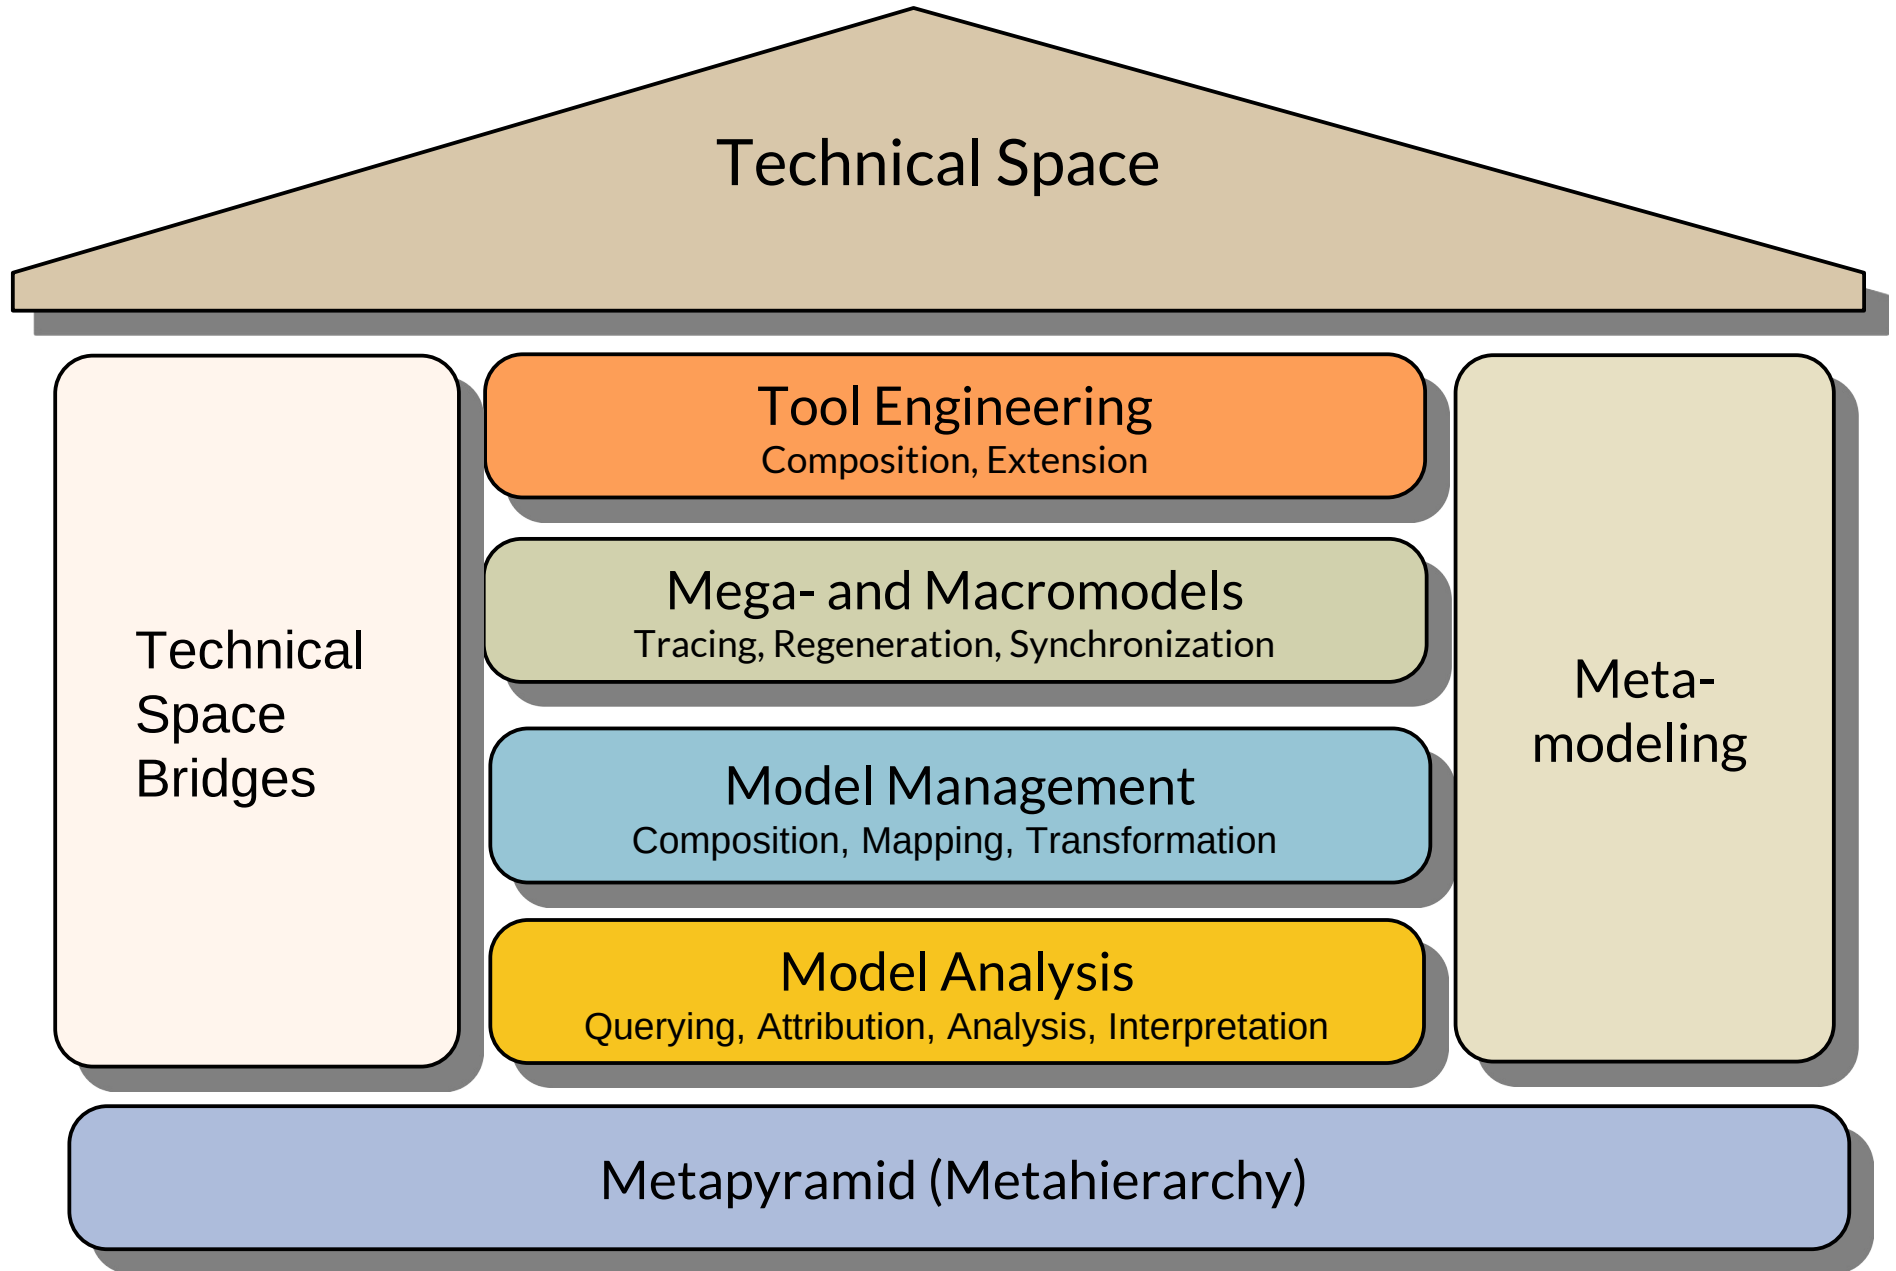 Technical Space
Technical
Space
Bridges
Tool Engineering
Composition, Extension
Mega- and Macromodels
Tracing, Regeneration, Synchronization
Model Management
Composition, Mapping, Transformation
Model Analysis
Querying, Attribution, Analysis, Interpretation
Meta-
modeling
Metapyramid (Metahierarchy)